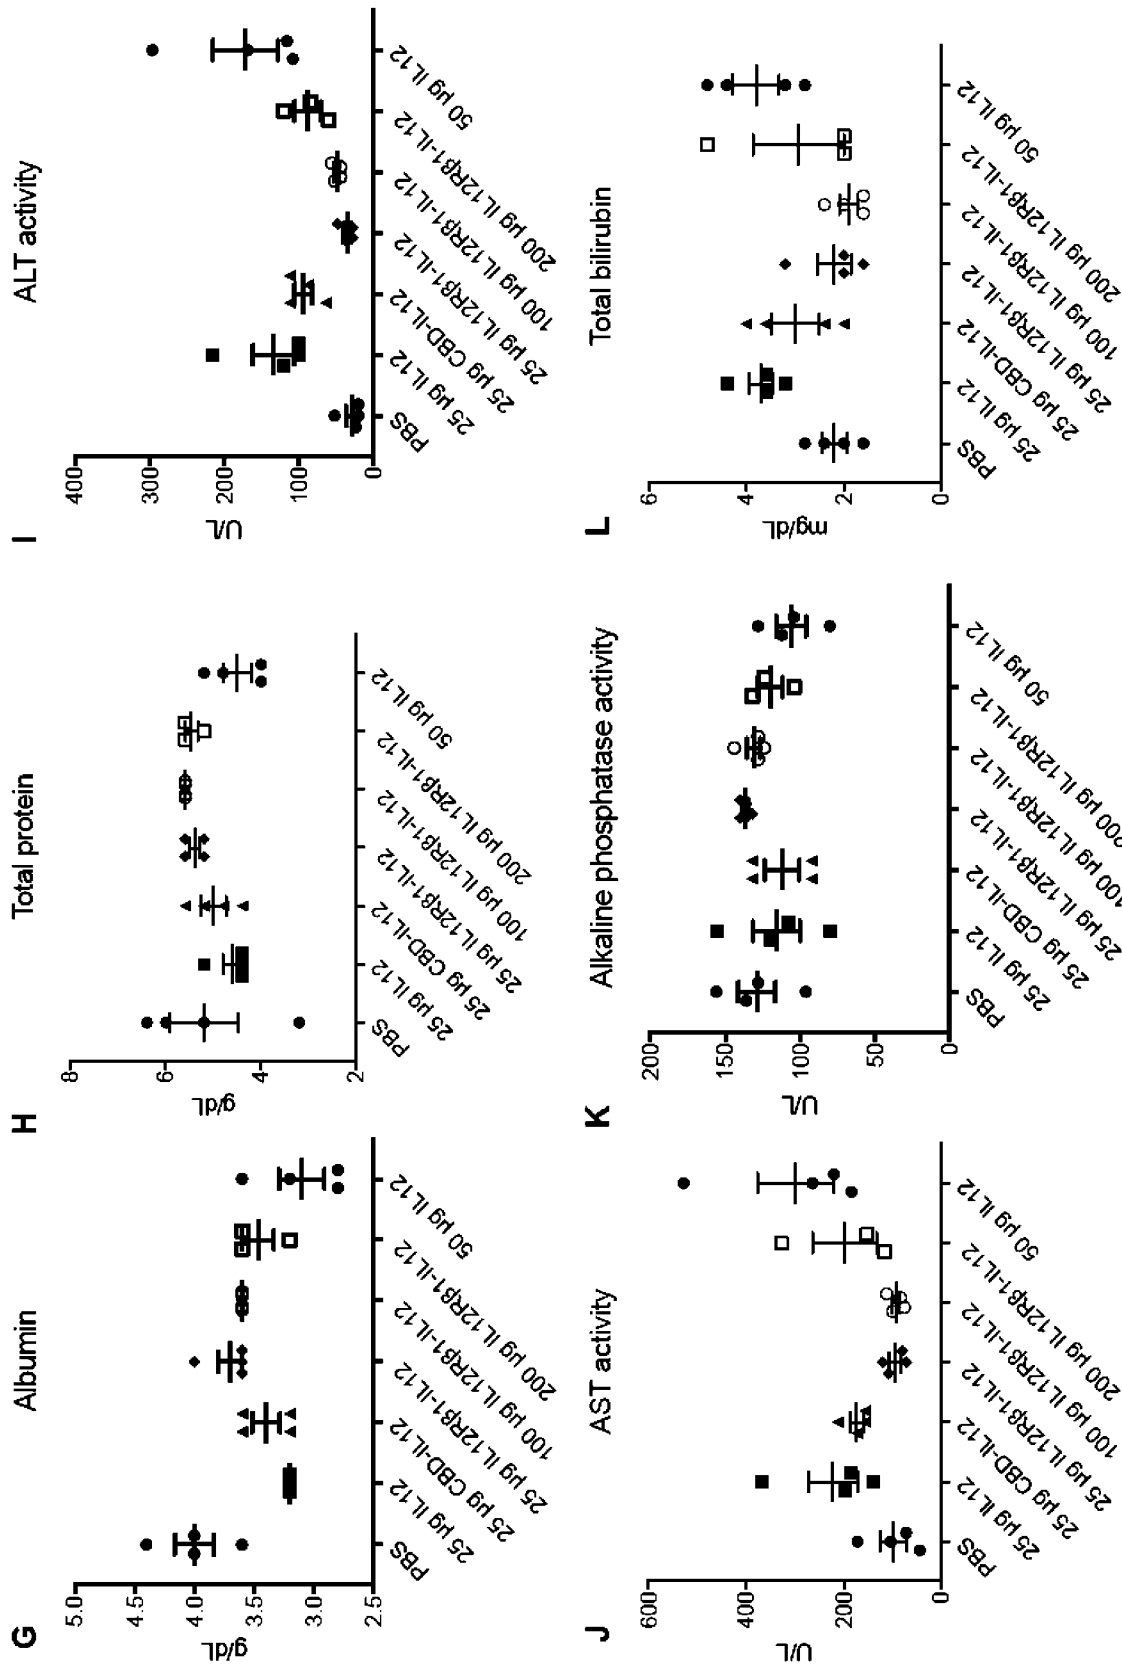 G
Albumin
g/dL
5.0
4.5
4.0
3.5
3.0
2.5
PBS
25 µg IL12
25 µg CBD-IL12
25 µg IL12Rβ1-IL12
100 µg IL12Rβ1-IL12
200 µg IL12Rβ1-IL12
50 µg IL12
H
Total protein
g/dL
8
6
4
2
PBS
25 µg IL12
25 µg CBD-IL12
25 µg IL12Rβ1-IL12
100 µg IL12Rβ1-IL12
200 µg IL12Rβ1-IL12
50 µg IL12
I
ALT activity
U/L
400
300
200
100
0
PBS
25 µg IL12
25 µg CBD-IL12
25 µg IL12Rβ1-IL12
100 µg IL12Rβ1-IL12
200 µg IL12Rβ1-IL12
50 µg IL12
J
AST activity
U/L
600
400
200
0
PBS
25 µg IL12
25 µg CBD-IL12
25 µg IL12Rβ1-IL12
100 µg IL12Rβ1-IL12
200 µg IL12Rβ1-IL12
50 µg IL12
K
Alkaline phosphatase activity
U/L
200
150
100
50
0
PBS
25 µg IL12
25 µg CBD-IL12
25 µg IL12Rβ1-IL12
100 µg IL12Rβ1-IL12
200 µg IL12Rβ1-IL12
50 µg IL12
L
Total bilirubin
mg/dL
6
4
2
0
PBS
25 µg IL12
25 µg CBD-IL12
25 µg IL12Rβ1-IL12
100 µg IL12Rβ1-IL12
200 µg IL12Rβ1-IL12
50 µg IL12